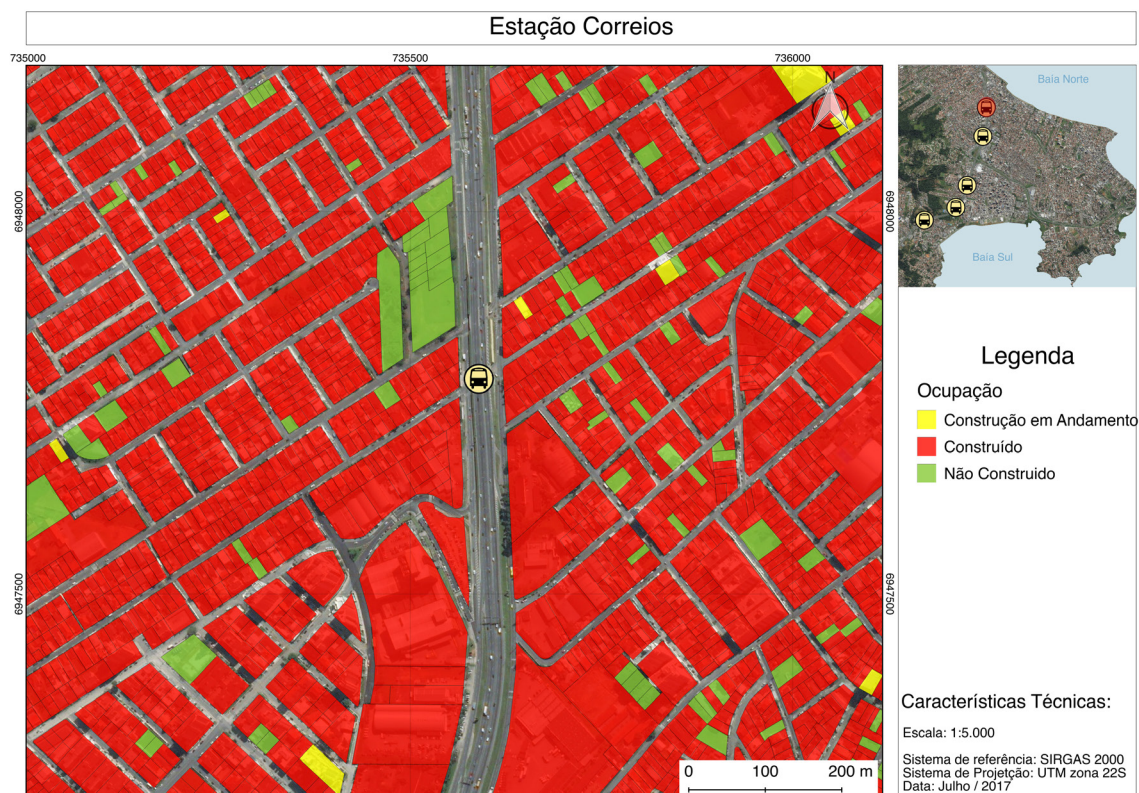 Estação Correios
735000
735500
736000
N
6948000
6948000
6947500
6947500
0
100
200 m
Baía Norte
Baía Sul
Legenda
Ocupação
Construção em Andamento
Construído
Não Construido
Características Técnicas:
Escala: 1:5.000
Sistema de referência: SIRGAS 2000
Sistema de Projetção: UTM zona 22S
Data: Julho / 2017